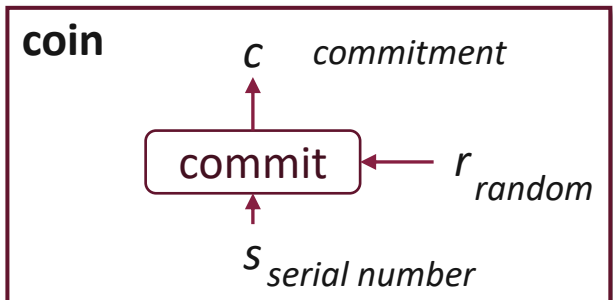 coin
c commitment
commit
r random
s serial number